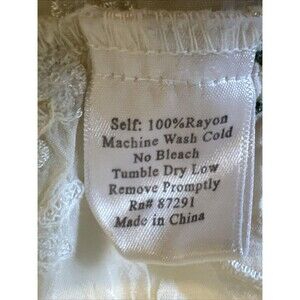 Self: 100%Rayon
Machine Wash Cold
No Bleach
Tumble Dry Low
Remove Promptly
Rn# 87291
Made in China